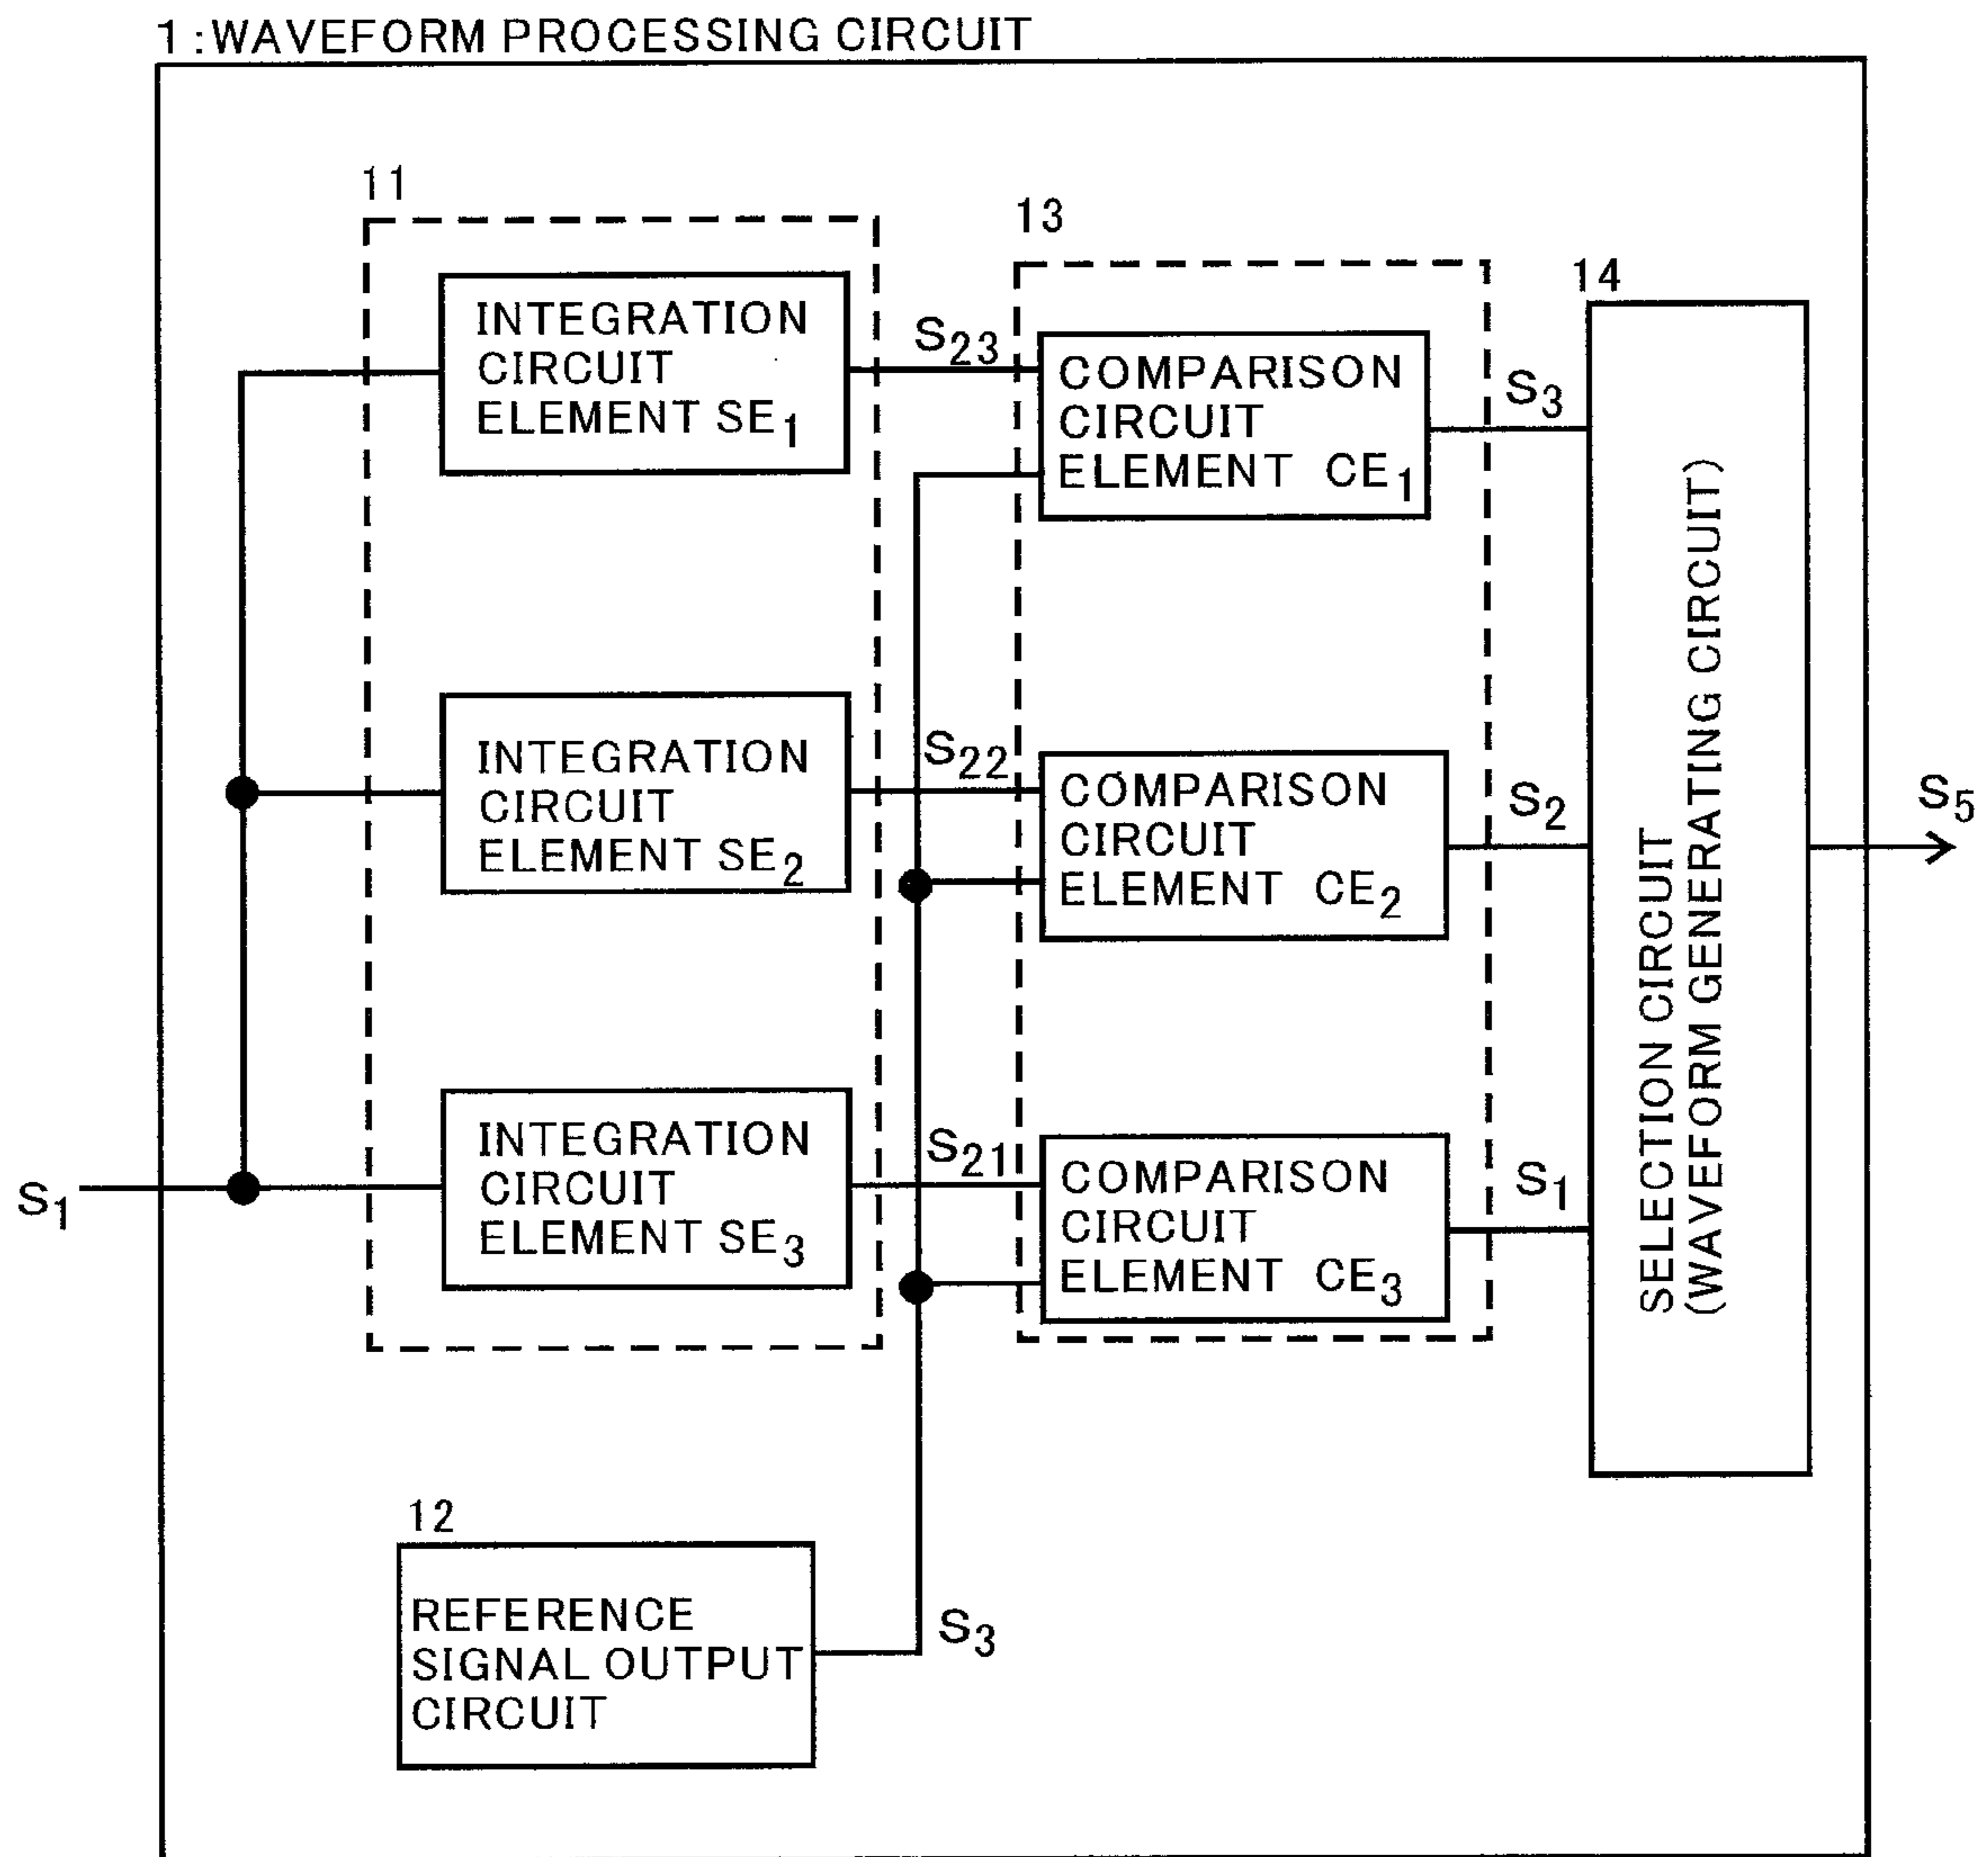 1:WAVEFORM PROCESSING CIRCUIT
11
13
14
INTEGRATION
CIRCUIT
ELEMENT SE1
S23
COMPARISON
CIRCUIT
ELEMENT CE1
S3
INTEGRATION
CIRCUIT
ELEMENT SE2
S22
COMPARISON
CIRCUIT
ELEMENT CE2
S2
S5
INTEGRATION
CIRCUIT
ELEMENT SE3
S21
COMPARISON
CIRCUIT
ELEMENT CE3
S1
S1
SELECTION CIRCUIT
(WAVEFORM GENERATING CIRCUIT)
12
REFERENCE
SIGNAL OUTPUT
CIRCUIT
S3